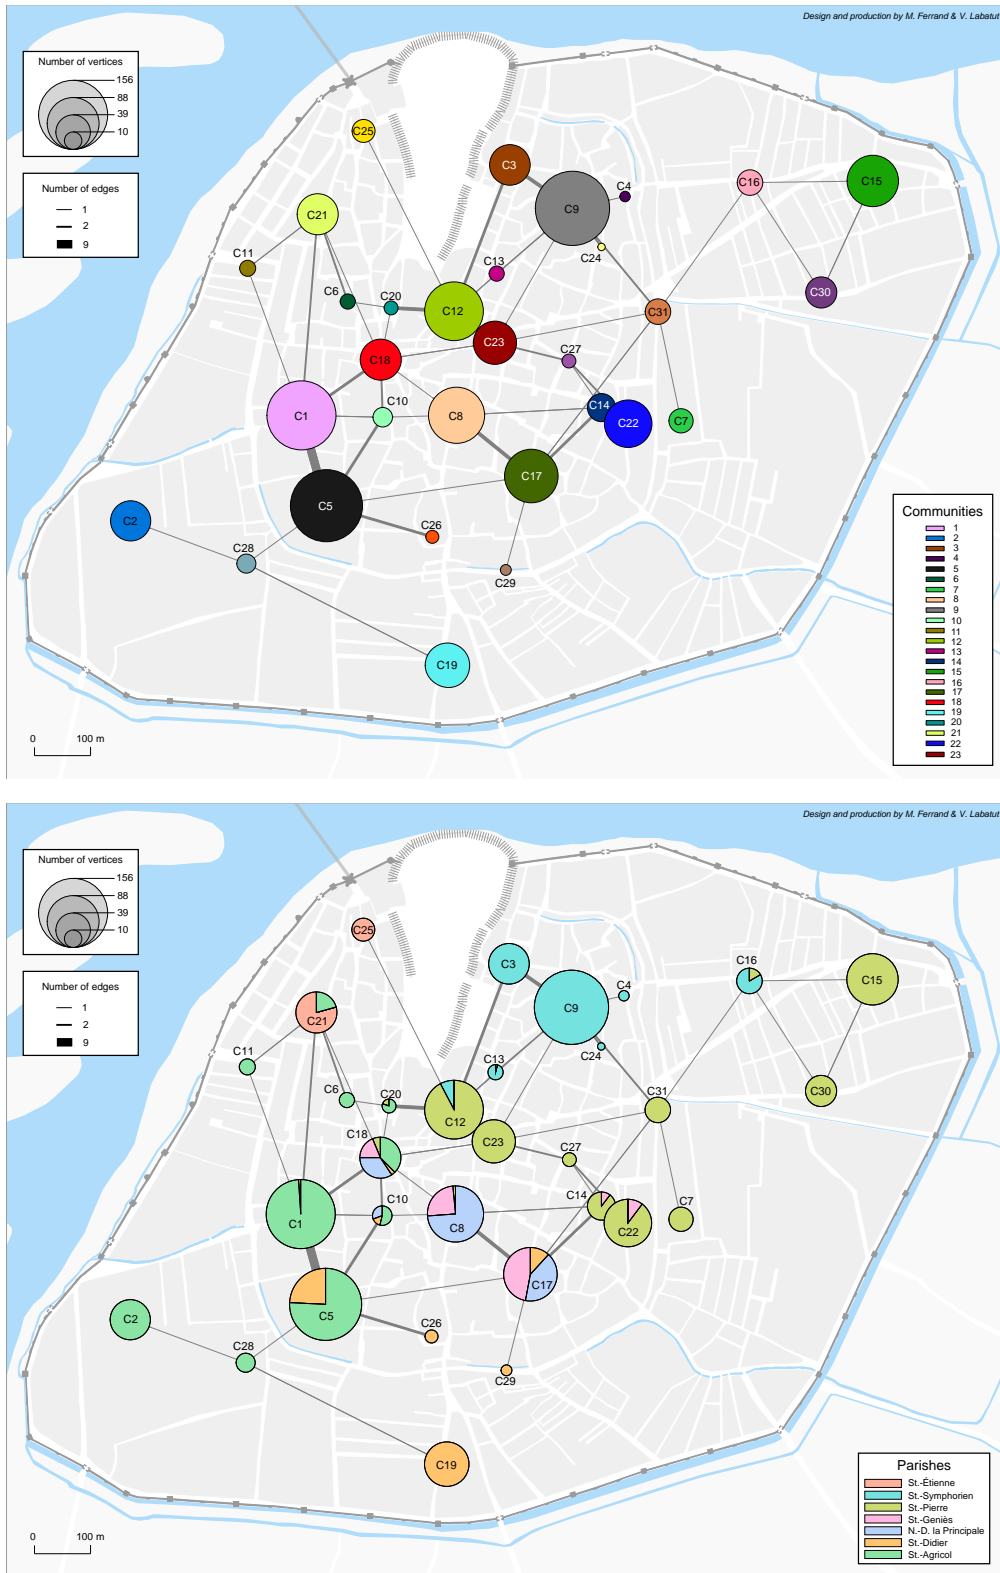 Design and production by M. Ferrand & V. Labatut
Number of vertices
156
88
39
10
Number of edges
1
2
9
C25
C3
C4
C9
C16
C15
C21
C11
C13
C24
C6
C20
C12
C30
C31
C23
C18
C27
C10
C1
C8
C14
C22
C7
C17
C5
C2
C26
C28
C29
C19
Communities
1
2
3
4
5
6
7
8
9
10
11
12
13
14
15
16
17
18
19
20
21
22
23
0 100 m
Design and production by M. Ferrand & V. Labatut
Number of vertices
156
88
39
10
Number of edges
1
2
9
C25
C3
C4
C9
C16
C15
C21
C11
C13
C24
C6
C20
C12
C30
C31
C23
C18
C27
C10
C1
C8
C14
C22
C7
C17
C5
C2
C26
C28
C29
C19
Parishes
St.-Étienne
St.-Symphorien
St.-Pierre
St.-Geniès
N.-D. la Principale
St.-Didier
St.-Agricol
0 100 m